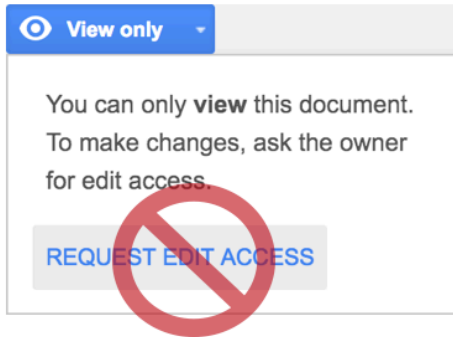 View only
You can only view this document.
To make changes, ask the owner
for edit access.
REQUEST EDIT ACCESS